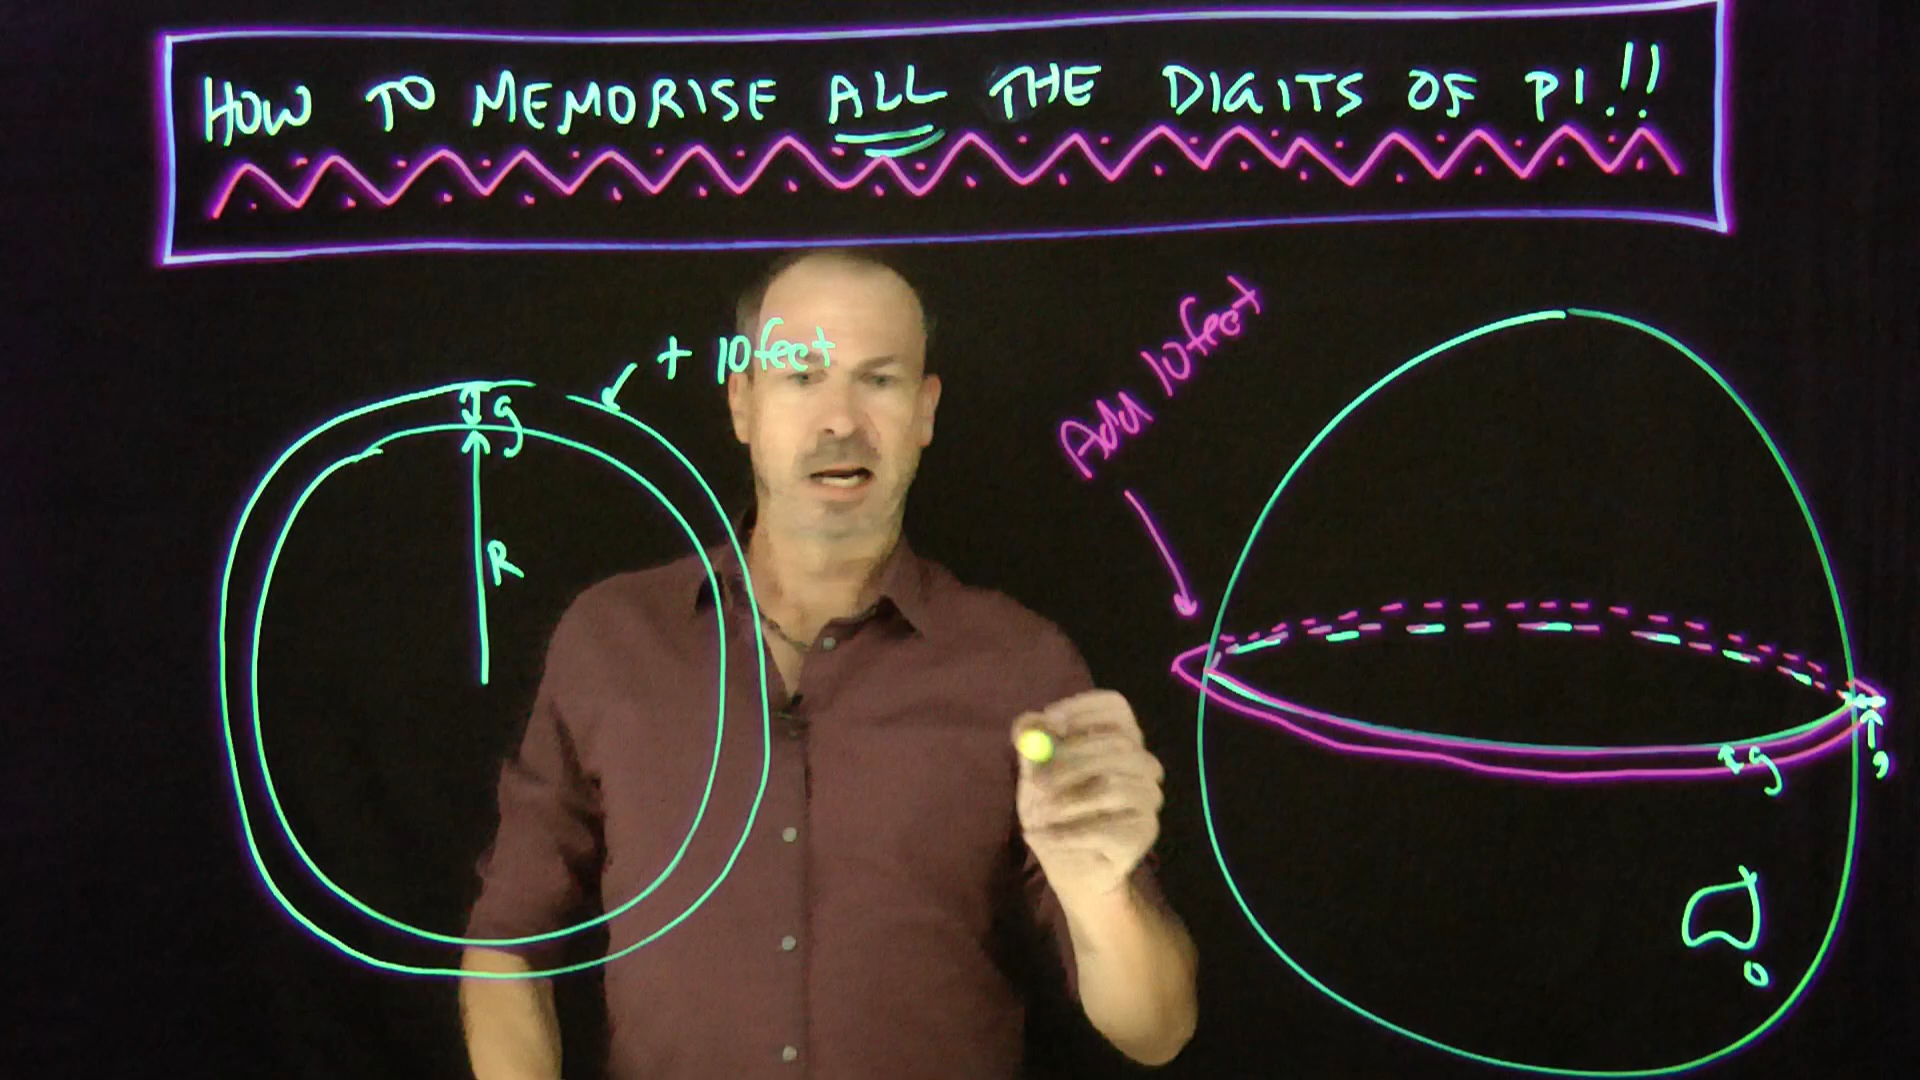 HOW TO MEMORISE ALL THE DIGITS OF PI!!
+ 10 feet
g
R
Add 10 feet
g
g